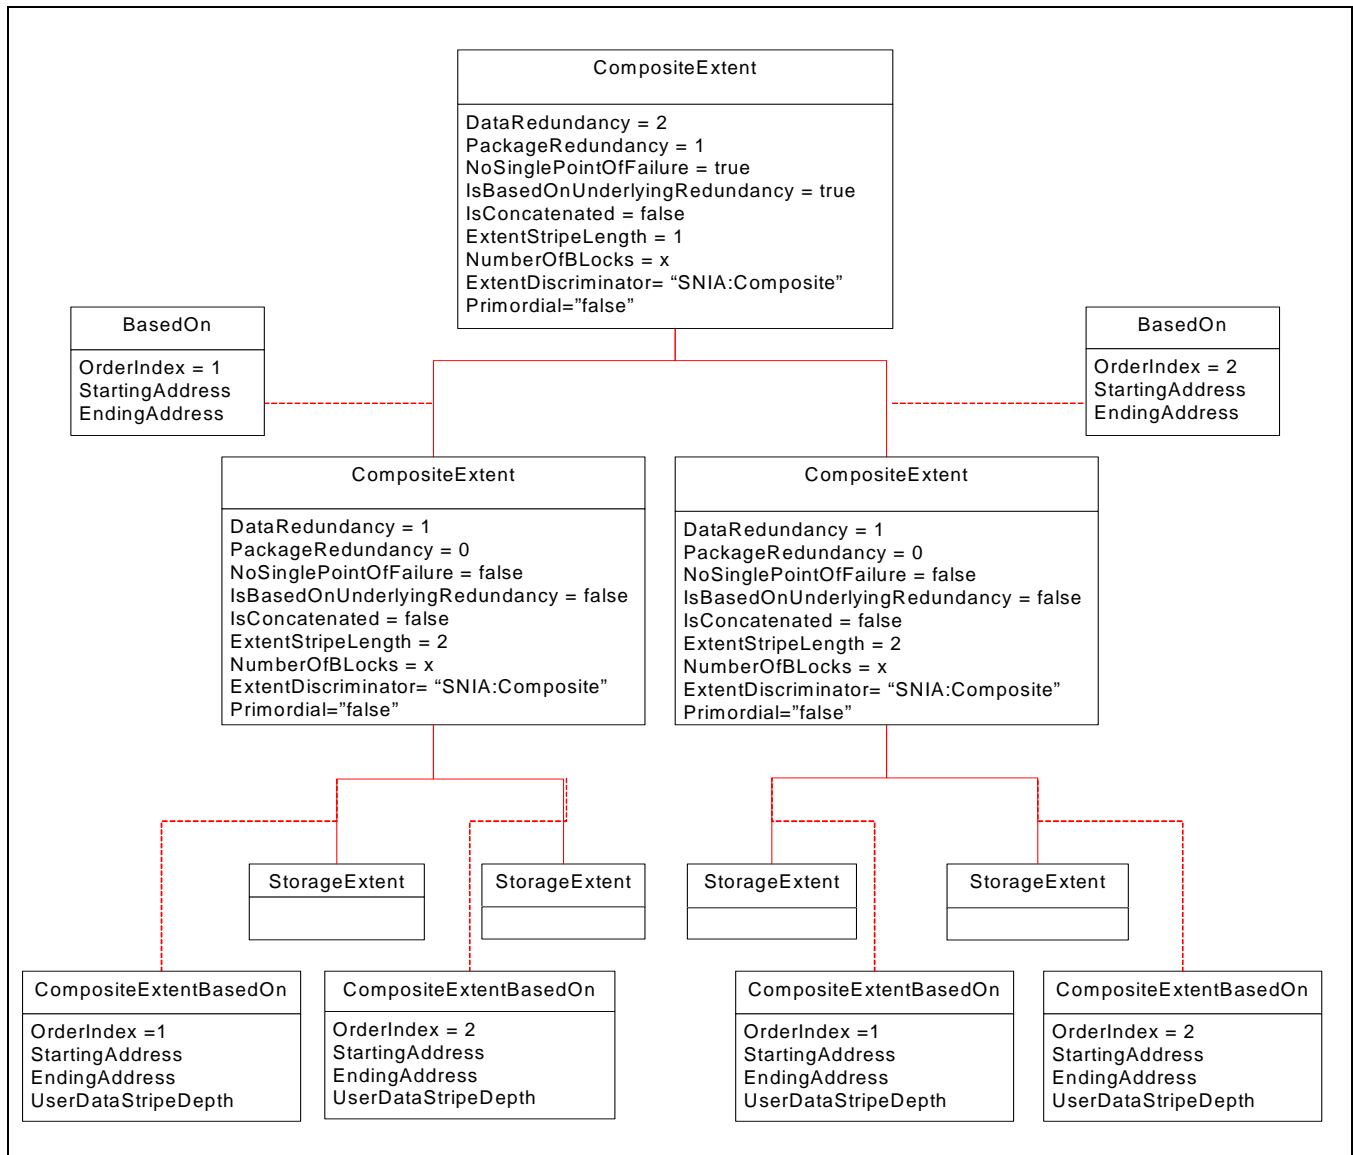 CompositeExtent
DataRedundancy = 2
PackageRedundancy = 1
NoSinglePointOfFailure = true
IsBasedOnUnderlyingRedundancy = true
IsConcatenated = false
ExtentStripeLength = 1
NumberOfBLocks = x
ExtentDiscriminator= “SNIA:Composite”
Primordial=”false”
BasedOn
OrderIndex = 1
StartingAddress
EndingAddress
BasedOn
OrderIndex = 2
StartingAddress
EndingAddress
CompositeExtent
DataRedundancy = 1
PackageRedundancy = 0
NoSinglePointOfFailure = false
IsBasedOnUnderlyingRedundancy = false
IsConcatenated = false
ExtentStripeLength = 2
NumberOfBLocks = x
ExtentDiscriminator= “SNIA:Composite”
Primordial=”false”
CompositeExtent
DataRedundancy = 1
PackageRedundancy = 0
NoSinglePointOfFailure = false
IsBasedOnUnderlyingRedundancy = false
IsConcatenated = false
ExtentStripeLength = 2
NumberOfBLocks = x
ExtentDiscriminator= “SNIA:Composite”
Primordial=”false”
StorageExtent
StorageExtent
StorageExtent
StorageExtent
CompositeExtentBasedOn
OrderIndex =1
StartingAddress
EndingAddress
UserDataStripeDepth
CompositeExtentBasedOn
OrderIndex = 2
StartingAddress
EndingAddress
UserDataStripeDepth
CompositeExtentBasedOn
OrderIndex =1
StartingAddress
EndingAddress
UserDataStripeDepth
CompositeExtentBasedOn
OrderIndex = 2
StartingAddress
EndingAddress
UserDataStripeDepth